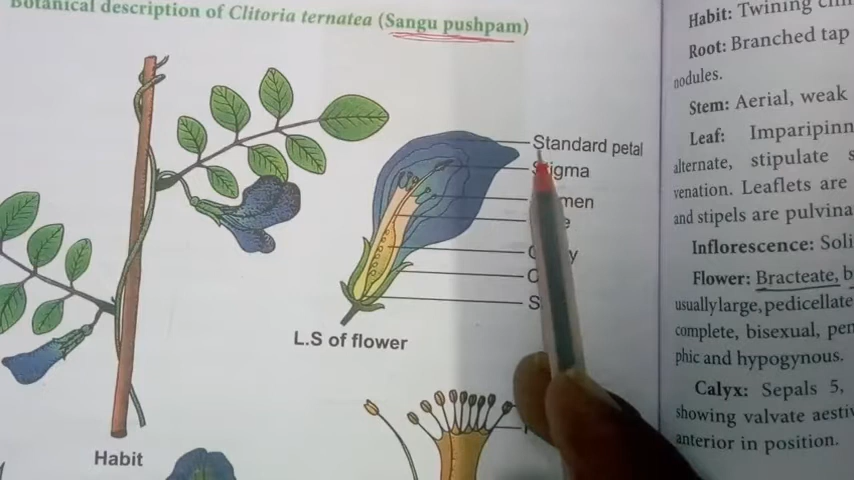 Botanical description of Clitoria ternatea (Sangu pushpam)
Standard petal
Stigma
L.S of flower
Habit
Habit: Twining
Root: Branched tap
nodules.
Stem: Aerial, weak
Leaf: Imparipinn
alternate, stipulate
venation. Leaflets are
and stipels are pulvina
Inflorescence: Soli
Flower: Bracteate, b
usually large, pedicellate
complete, bisexual, pen
phic and hypogynous.
Calyx: Sepals 5,
showing valvate aestiv
anterior in position.